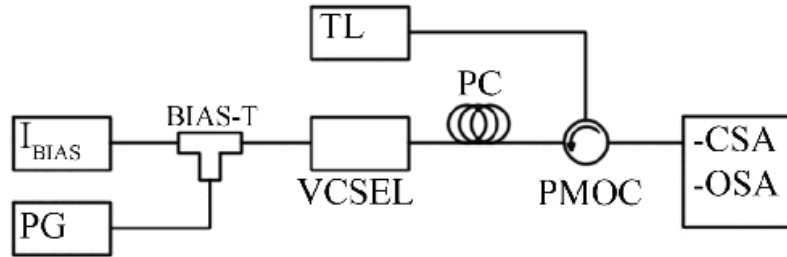 TL
PC
BIAS-T
I_BIAS
VCSEL
PMOC
-CSA
-OSA
PG